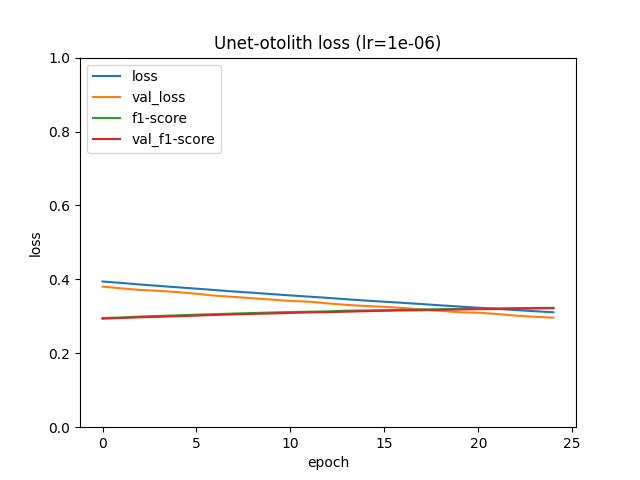 Unet-otolith loss (lr=1e-06)
1.0
0.8
0.6
0.4
0.2
0.0
loss
loss
val_loss
f1-score
val_f1-score
0 5 10 15 20 25
epoch